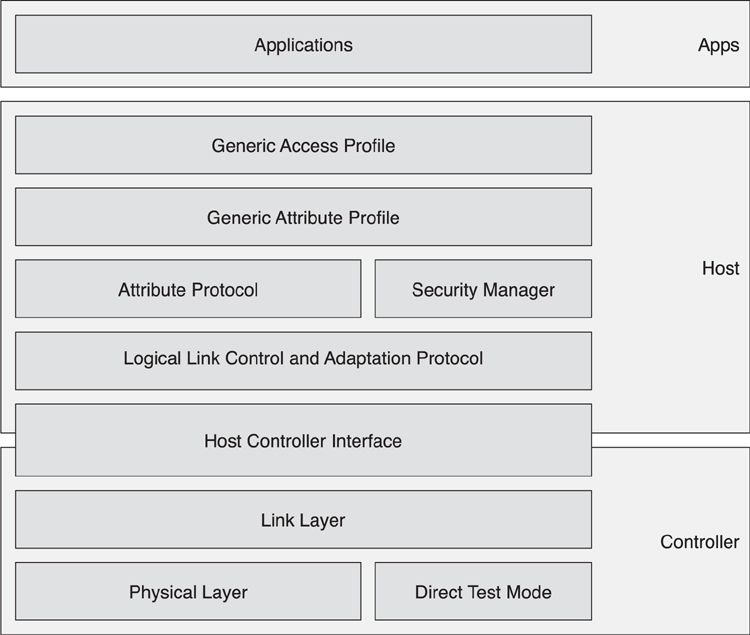 Applications
Apps
Generic Access Profile
Generic Attribute Profile
Host
Attribute Protocol
Security Manager
Logical Link Control and Adaptation Protocol
Host Controller Interface
Link Layer
Controller
Physical Layer
Direct Test Mode